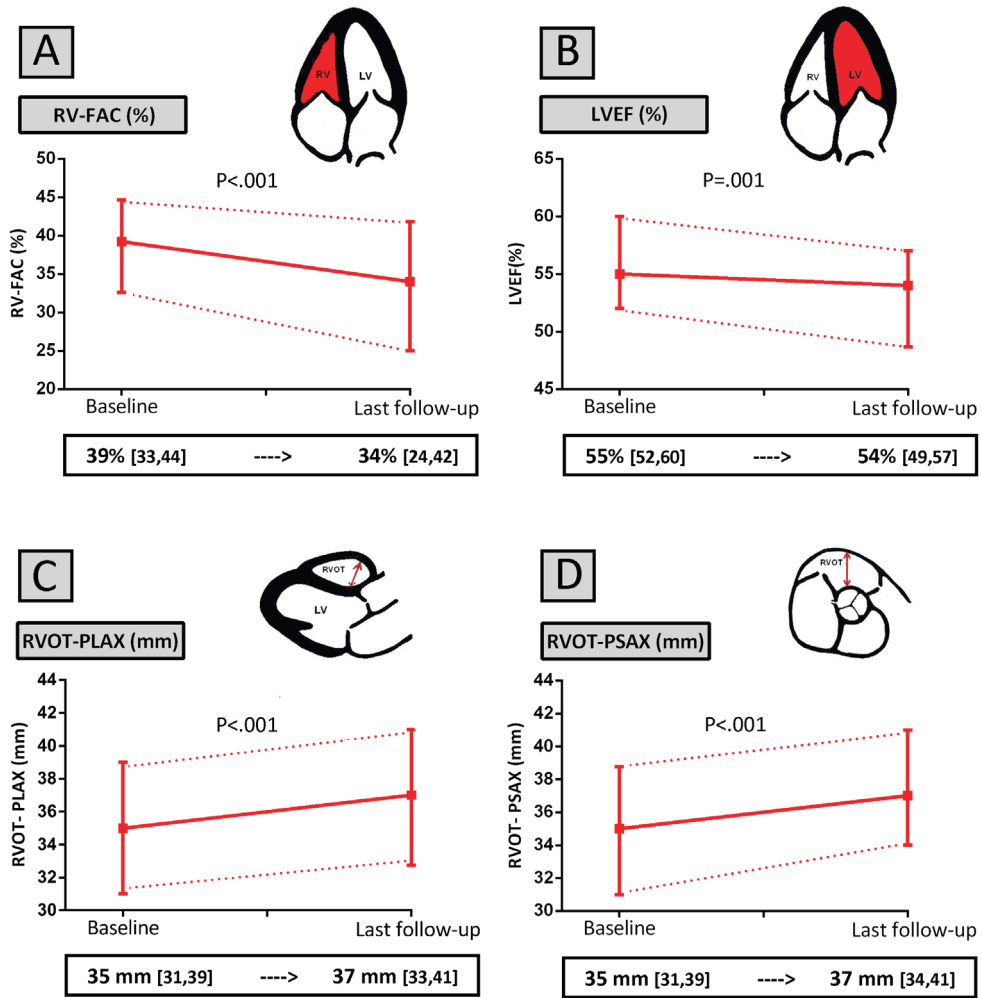 A
RV
LV
RV-FAC (%)
P<.001
50
45
40
35
30
25
20
RV-FAC (%)
Baseline
Last follow-up
39% [33,44] ----> 34% [24,42]
B
RV
LV
LVEF (%)
P=.001
65
60
55
50
45
LVEF(%)
Baseline
Last follow-up
55% [52,60] ----> 54% [49,57]
C
RVOT
LV
RVOT-PLAX (mm)
P<.001
44
42
40
38
36
34
32
30
RVOT- PLAX (mm)
Baseline
Last follow-up
35 mm [31,39] ----> 37 mm [33,41]
D
RVOT
RVOT-PSAX (mm)
P<.001
44
42
40
38
36
34
32
30
RVOT- PSAX (mm)
Baseline
Last follow-up
35 mm [31,39] ----> 37 mm [34,41]